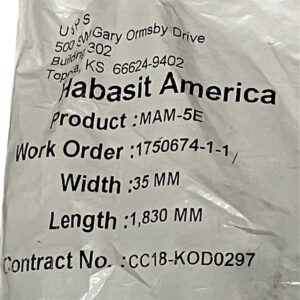 USPS
500 SW Gary Ormsby Drive
Building 302
Topeka, KS 66624-9402
Habasit America
Product : MAM-5E
Work Order : 1750674-1-1
Width : 35 MM
Length : 1,830 MM
Contract No. : CC18-KOD0297